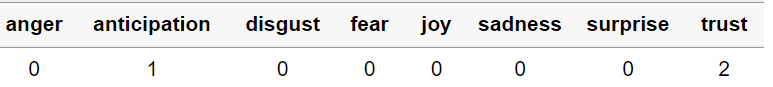 anger anticipation disgust fear joy sadness surprise trust
0 1 0 0 0 0 0 2